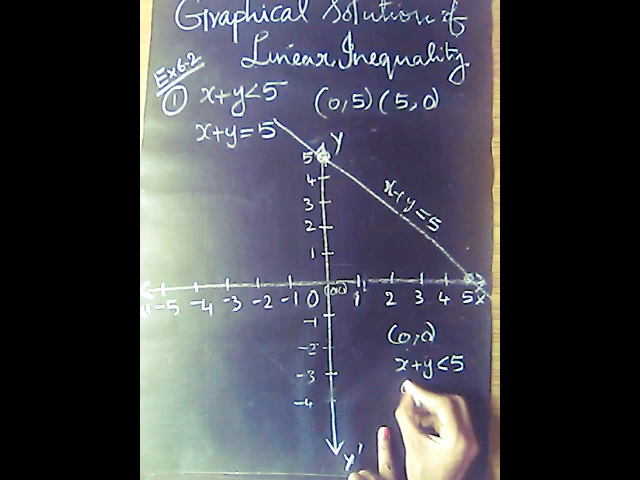 Graphical Solution of
Linear Inequality
Ex 6.2
① x+y<5 (0,5) (5,0)
x+y=5
Y
5
4
3
2
1
x+y=5
-5 -4 -3 -2 -1 0 (0,0) 1 2 3 4 5 X
-1
-2
-3
-4
Y'
(0,0)
x+y<5